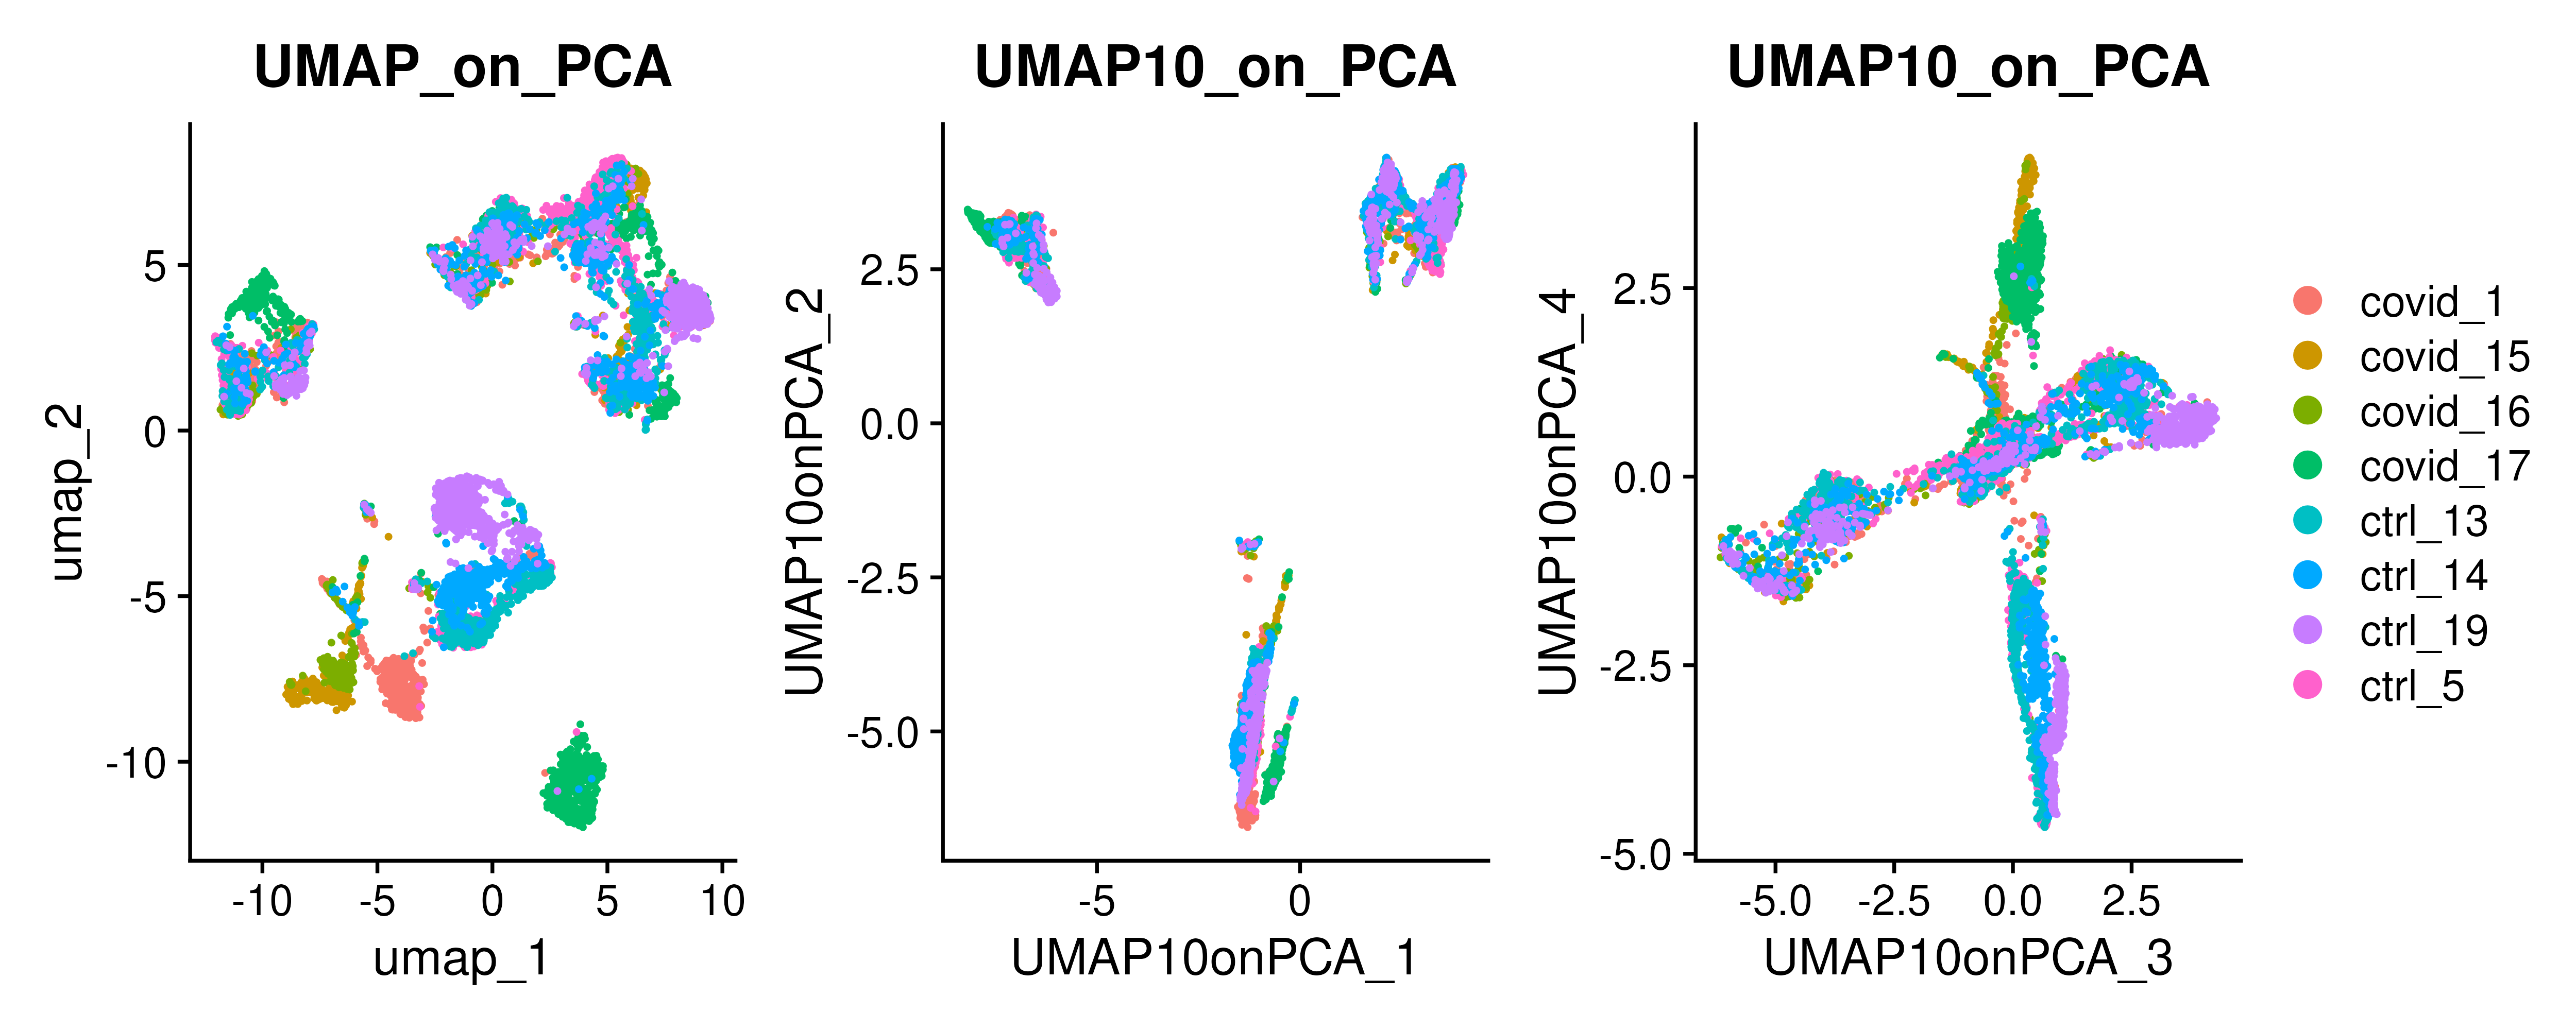 UMAP_on_PCA
UMAP10_on_PCA
UMAP10_on_PCA
umap_2
5
0
-5
-10
-10
-5
0
5
10
umap_1
UMAP10onPCA_2
2.5
0.0
-2.5
-5.0
-5
0
UMAP10onPCA_1
UMAP10onPCA_4
2.5
0.0
-2.5
-5.0
-5.0
-2.5
0.0
2.5
UMAP10onPCA_3
covid_1
covid_15
covid_16
covid_17
ctrl_13
ctrl_14
ctrl_19
ctrl_5